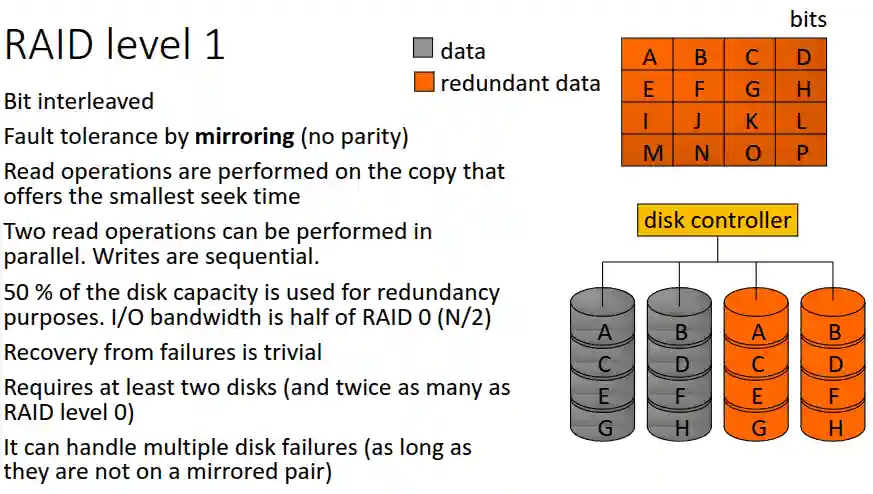 RAID level 1
data
redundant data
Bit interleaved
Fault tolerance by mirroring (no parity)
Read operations are performed on the copy that
offers the smallest seek time
Two read operations can be performed in
parallel. Writes are sequential.
50 % of the disk capacity is used for redundancy
purposes. I/O bandwidth is half of RAID 0 (N/2)
Recovery from failures is trivial
Requires at least two disks (and twice as many as
RAID level 0)
It can handle multiple disk failures (as long as
they are not on a mirrored pair)
bits
A B C D
E F G H
I J K L
M N O P
disk controller
A B A B
C D C D
E F E F
G H G H